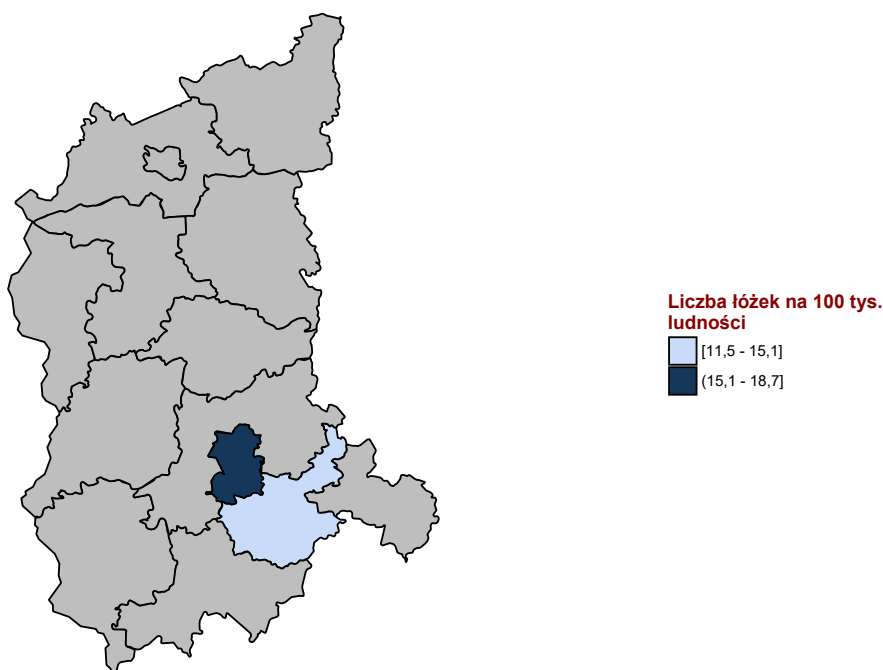 Liczba łóżek na 100 tys.
ludności
[11,5 - 15,1]
(15,1 - 18,7]